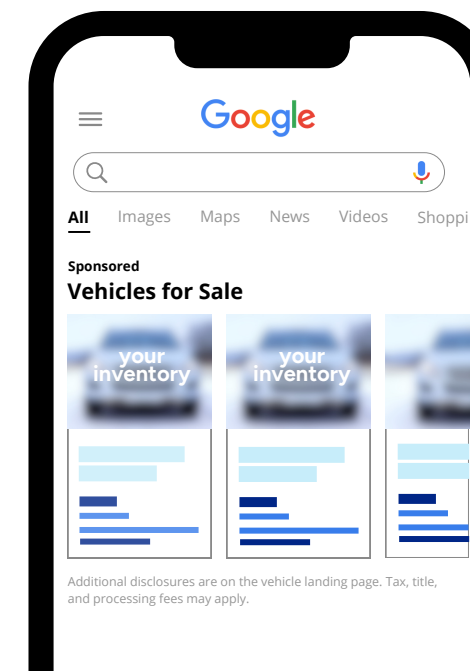 Google
All Images Maps News Videos Shoppi
Sponsored
Vehicles for Sale
your
inventory
your
inventory
Additional disclosures are on the vehicle landing page. Tax, title,
and processing fees may apply.